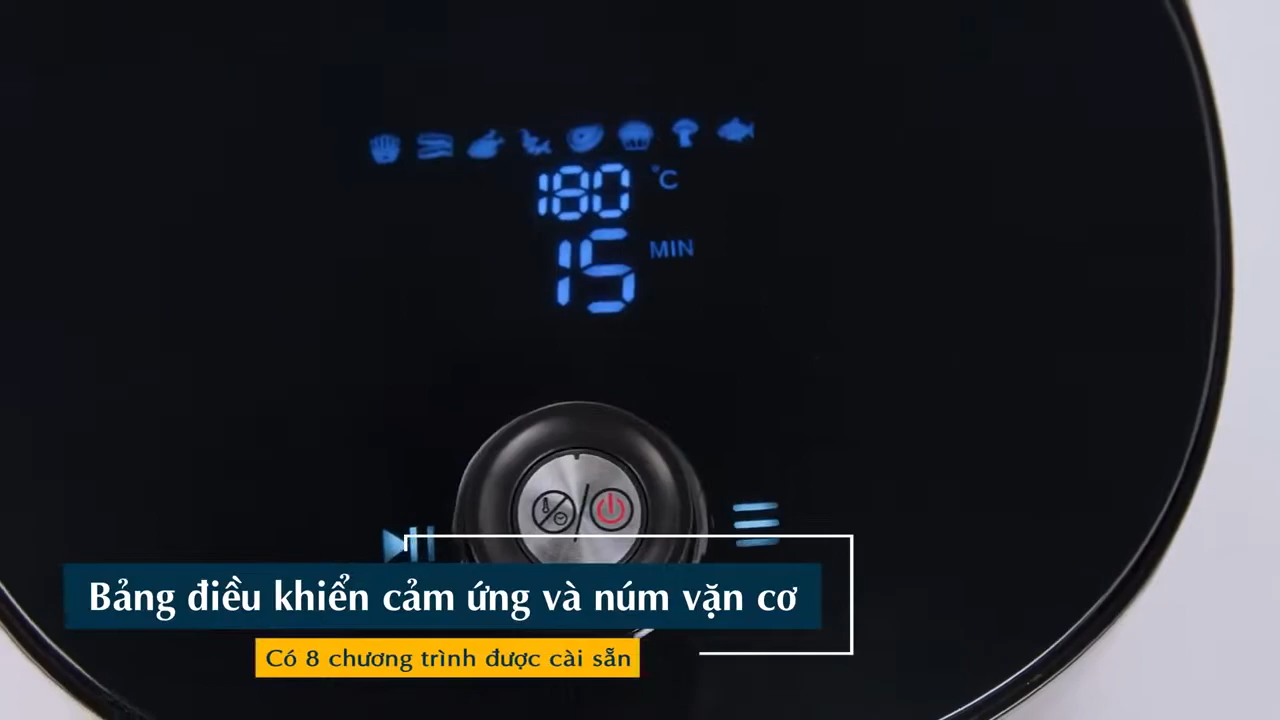 180 °C
15 MIN
Bảng điều khiển cảm ứng và núm vặn cơ
Có 8 chương trình được cài sẵn